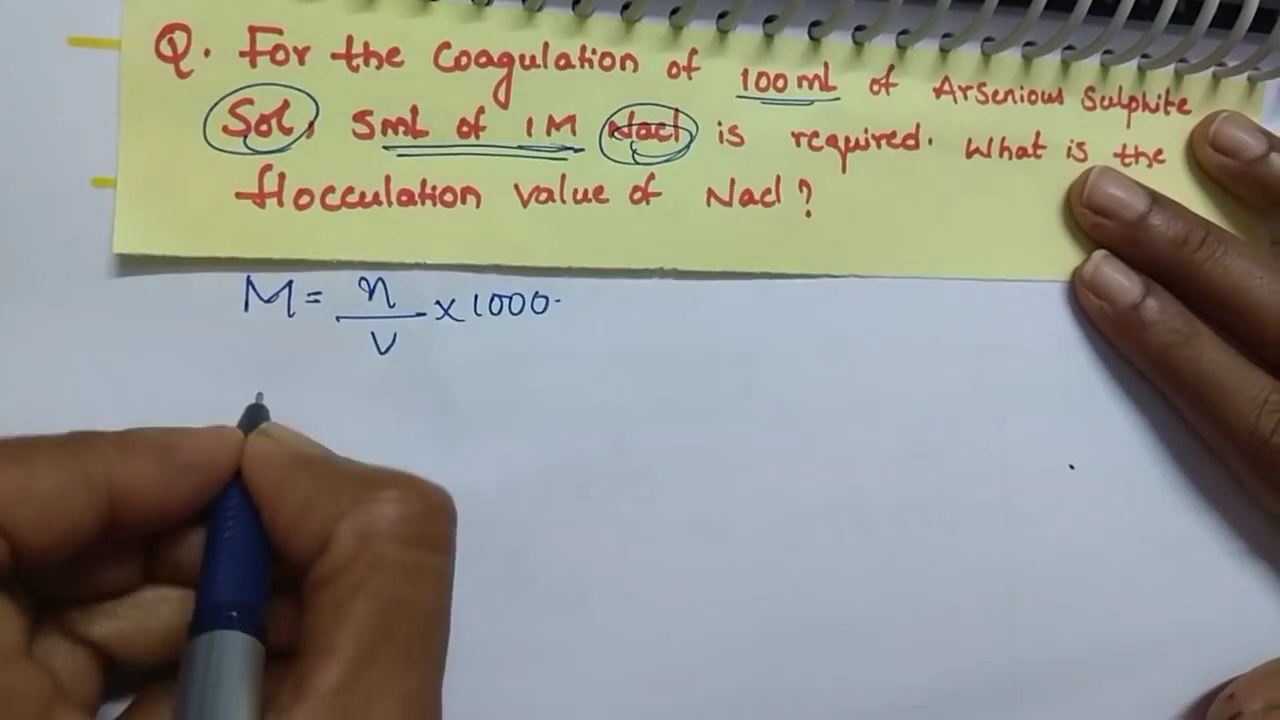 Q. For the Coagulation of 100 mL of Arsenious Sulphite
Sol, 5mL of 1M Nacl is required. What is the
flocculation value of Nacl?
M = n/v × 1000.